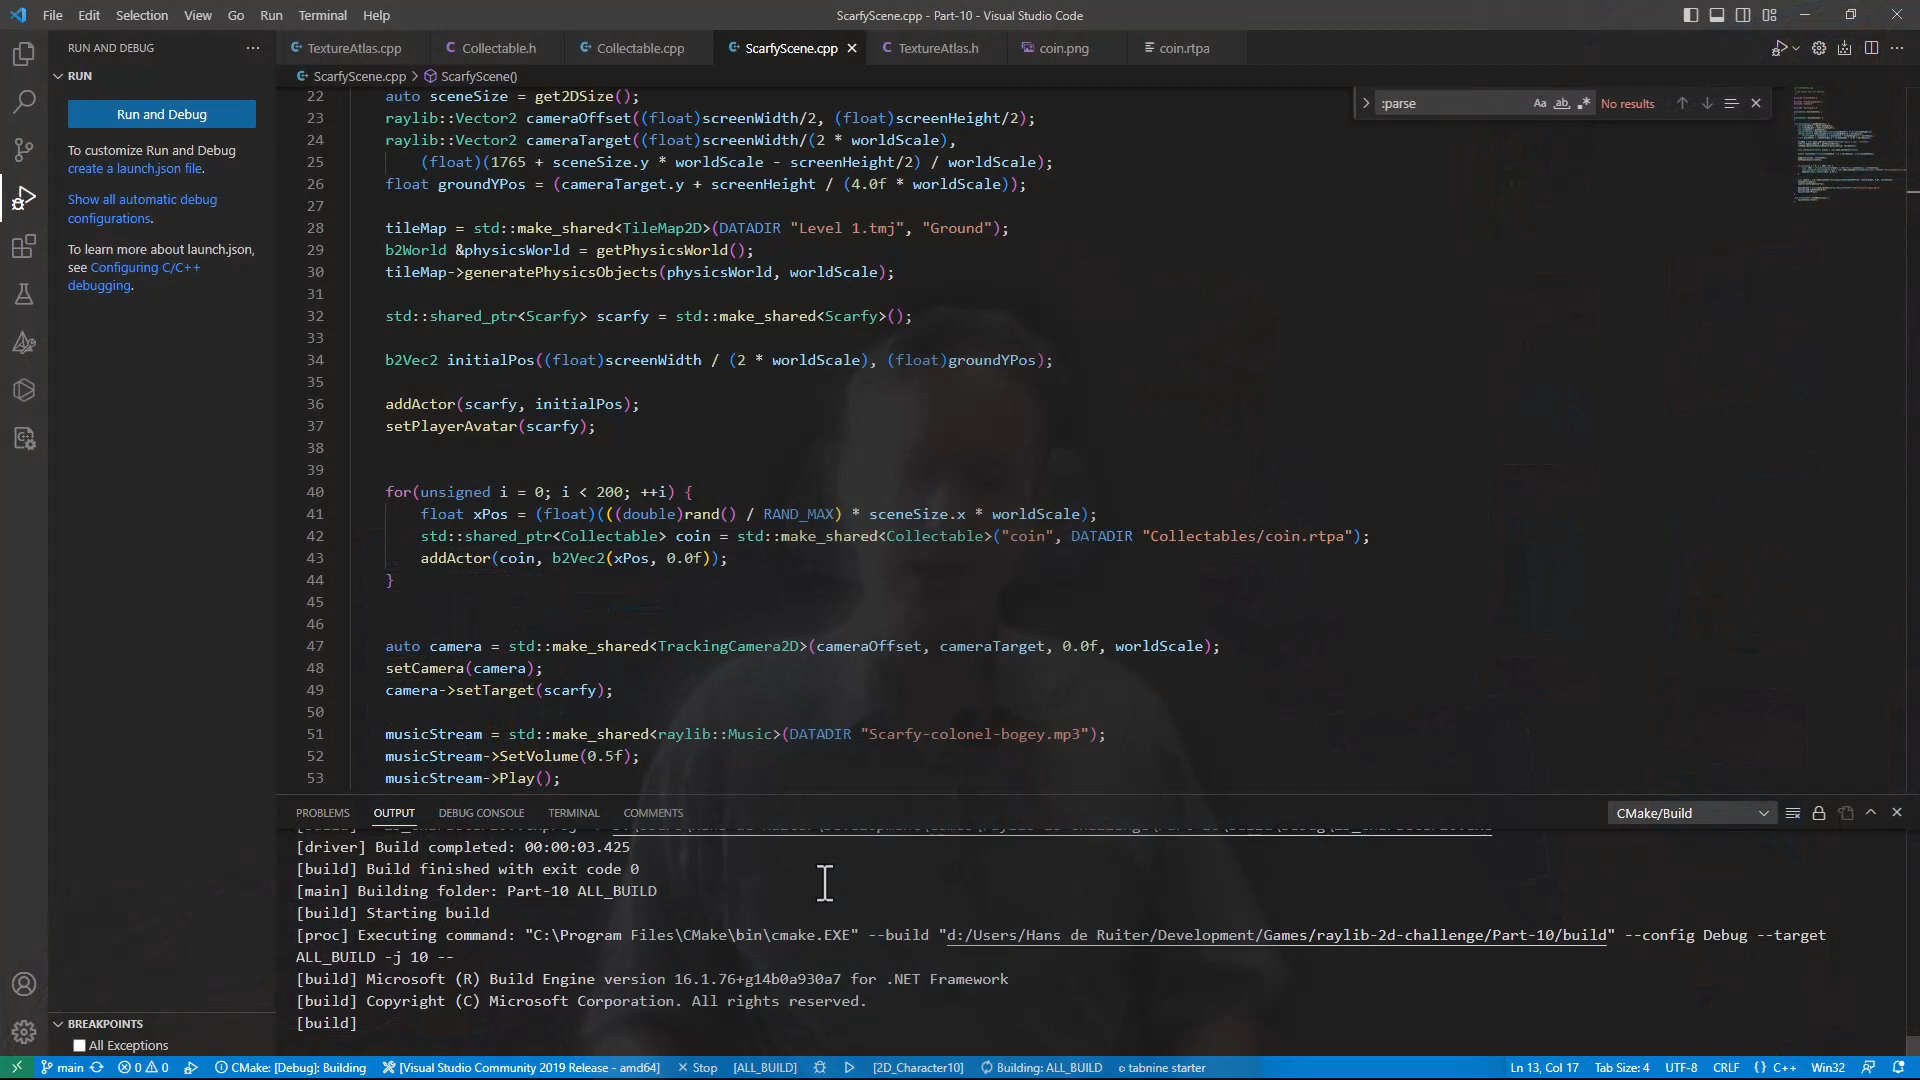 File Edit Selection View Go Run Terminal Help
ScarfyScene.cpp - Part-10 - Visual Studio Code
RUN AND DEBUG ···
RUN
Run and Debug
To customize Run and Debug
create a launch.json file.
Show all automatic debug
configurations.
To learn more about launch.json,
see Configuring C/C++
debugging.
TextureAtlas.cpp Collectable.h Collectable.cpp ScarfyScene.cpp TextureAtlas.h coin.png coin.rtpa
ScarfyScene.cpp > ScarfyScene()
:parse Aa ab No results
22 auto sceneSize = get2DSize();
23 raylib::Vector2 cameraOffset((float)screenWidth/2, (float)screenHeight/2);
24 raylib::Vector2 cameraTarget((float)screenWidth/(2 * worldScale),
25 (float)(1765 + sceneSize.y * worldScale - screenHeight/2) / worldScale);
26 float groundYPos = (cameraTarget.y + screenHeight / (4.0f * worldScale));
27
28 tileMap = std::make_shared<TileMap2D>(DATADIR "Level 1.tmj", "Ground");
29 b2World &physicsWorld = getPhysicsWorld();
30 tileMap->generatePhysicsObjects(physicsWorld, worldScale);
31
32 std::shared_ptr<Scarfy> scarfy = std::make_shared<Scarfy>();
33
34 b2Vec2 initialPos((float)screenWidth / (2 * worldScale), (float)groundYPos);
35
36 addActor(scarfy, initialPos);
37 setPlayerAvatar(scarfy);
38
39
40 for(unsigned i = 0; i < 200; ++i) {
41 float xPos = (float)(((double)rand() / RAND_MAX) * sceneSize.x * worldScale);
42 std::shared_ptr<Collectable> coin = std::make_shared<Collectable>("coin", DATADIR "Collectables/coin.rtpa");
43 addActor(coin, b2Vec2(xPos, 0.0f));
44 }
45
46
47 auto camera = std::make_shared<TrackingCamera2D>(cameraOffset, cameraTarget, 0.0f, worldScale);
48 setCamera(camera);
49 camera->setTarget(scarfy);
50
51 musicStream = std::make_shared<raylib::Music>(DATADIR "Scarfy-colonel-bogey.mp3");
52 musicStream->SetVolume(0.5f);
53 musicStream->Play();
PROBLEMS OUTPUT DEBUG CONSOLE TERMINAL COMMENTS CMake/Build
[driver] Build completed: 00:00:03.425
[build] Build finished with exit code 0
[main] Building folder: Part-10 ALL_BUILD
[build] Starting build
[proc] Executing command: "C:\Program Files\CMake\bin\cmake.EXE" --build "d:/Users/Hans de Ruiter/Development/Games/raylib-2d-challenge/Part-10/build" --config Debug --target
ALL_BUILD -j 10 --
[build] Microsoft (R) Build Engine version 16.1.76+g14b0a930a7 for .NET Framework
[build] Copyright (C) Microsoft Corporation. All rights reserved.
[build]
BREAKPOINTS
All Exceptions
main 0 0 CMake: [Debug]: Building [Visual Studio Community 2019 Release - amd64] Stop [ALL_BUILD] [2D_Character10] Building: ALL_BUILD tabnine starter Ln 13, Col 17 Tab Size: 4 UTF-8 CRLF {} C++ Win32